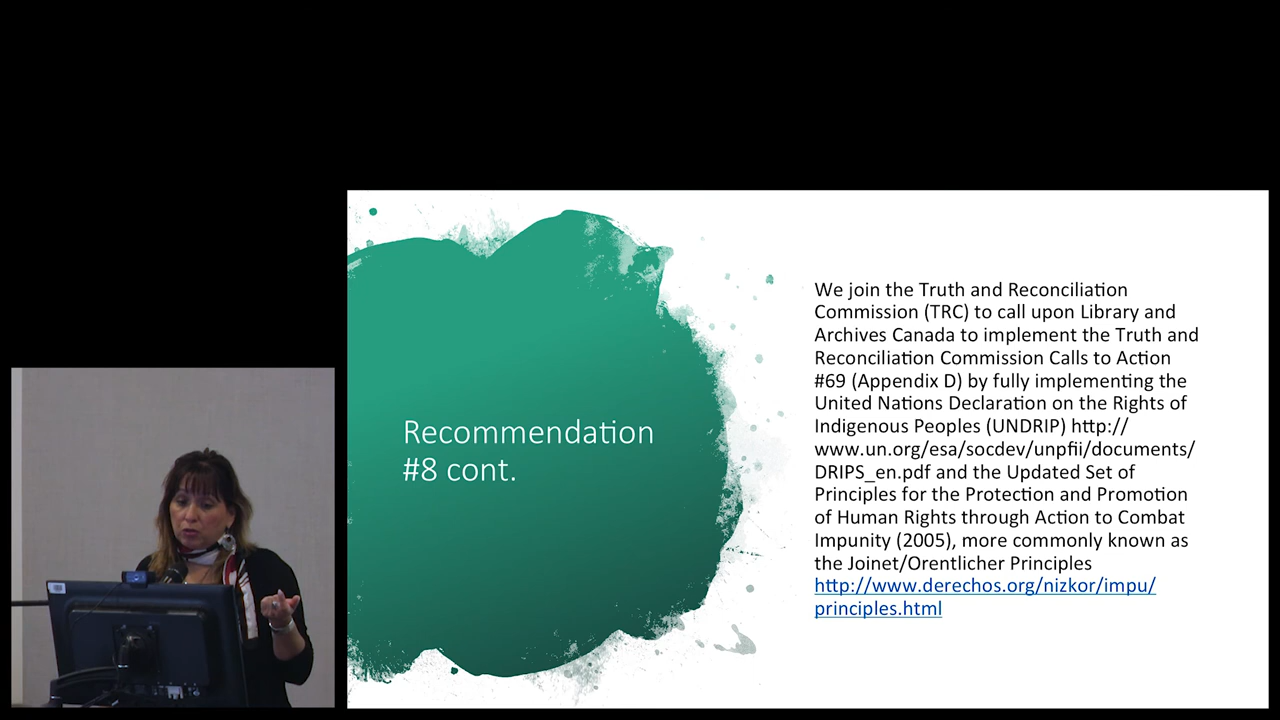 Recommendation
#8 cont.
We join the Truth and Reconciliation
Commission (TRC) to call upon Library and
Archives Canada to implement the Truth and
Reconciliation Commission Calls to Action
#69 (Appendix D) by fully implementing the
United Nations Declaration on the Rights of
Indigenous Peoples (UNDRIP) http://
www.un.org/esa/socdev/unpfii/documents/
DRIPS_en.pdf and the Updated Set of
Principles for the Protection and Promotion
of Human Rights through Action to Combat
Impunity (2005), more commonly known as
the Joinet/Orentlicher Principles
http://www.derechos.org/nizkor/impu/
principles.html